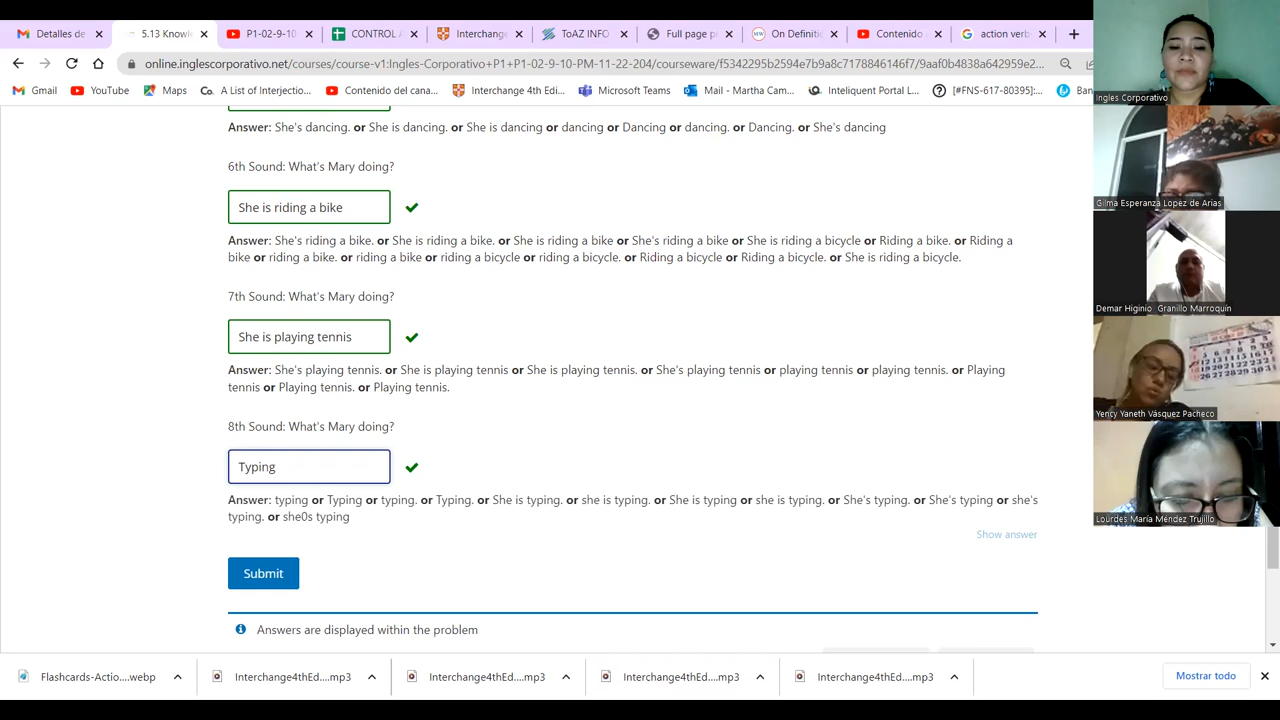 Detalles de
5.13 Knowl
P1-02-9-10
CONTROL A
Interchange
ToAZ INFO
Full page p
On Definiti
Contenido
action verb
online.inglescorporativo.net/courses/course-v1:Ingles-Corporativo+P1+P1-02-9-10-PM-11-22-204/courseware/f5342295b2594e7b9a8c7178846146f7/9aaf0b4838a642959e2...
Gmail
YouTube
Maps
A List of Interjectio...
Contenido del cana...
Interchange 4th Edi...
Microsoft Teams
Mail - Martha Cam...
Inteliquent Portal L...
[#FNS-617-80395]:...
Ban
Answer: She's dancing. or She is dancing. or She is dancing or dancing or Dancing or dancing. or Dancing. or She's dancing
6th Sound: What's Mary doing?
She is riding a bike
Answer: She's riding a bike. or She is riding a bike. or She is riding a bike or She's riding a bike or She is riding a bicycle or Riding a bike. or Riding a
bike or riding a bike. or riding a bike or riding a bicycle or riding a bicycle. or Riding a bicycle or Riding a bicycle. or She is riding a bicycle.
7th Sound: What's Mary doing?
She is playing tennis
Answer: She's playing tennis. or She is playing tennis or She is playing tennis. or She's playing tennis or playing tennis or playing tennis. or Playing
tennis or Playing tennis. or Playing tennis.
8th Sound: What's Mary doing?
Typing
Answer: typing or Typing or typing. or Typing. or She is typing. or she is typing. or She is typing or she is typing. or She's typing. or She's typing or she's
typing. or she0s typing
Show answer
Submit
Answers are displayed within the problem
Flashcards-Actio....webp
Interchange4thEd....mp3
Interchange4thEd....mp3
Interchange4thEd....mp3
Interchange4thEd....mp3
Mostrar todo
Ingles Corporativo
Gilma Esperanza Lopez de Arias
Demar Higinio Granillo Marroquín
Yency Yaneth Vásquez Pacheco
Lourdes María Méndez Trujillo